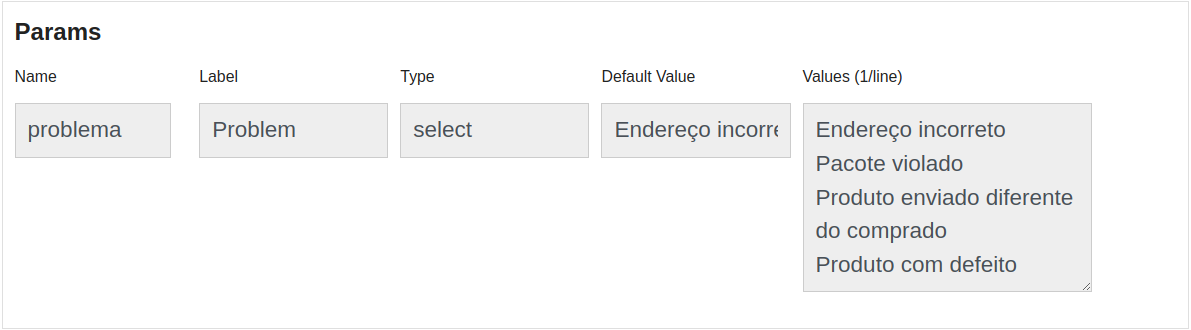 Params
Name Label Type Default Value Values (1/line)
problema Problem select Endereço incorre Endereço incorreto
Pacote violado
Produto enviado diferente
do comprado
Produto com defeito